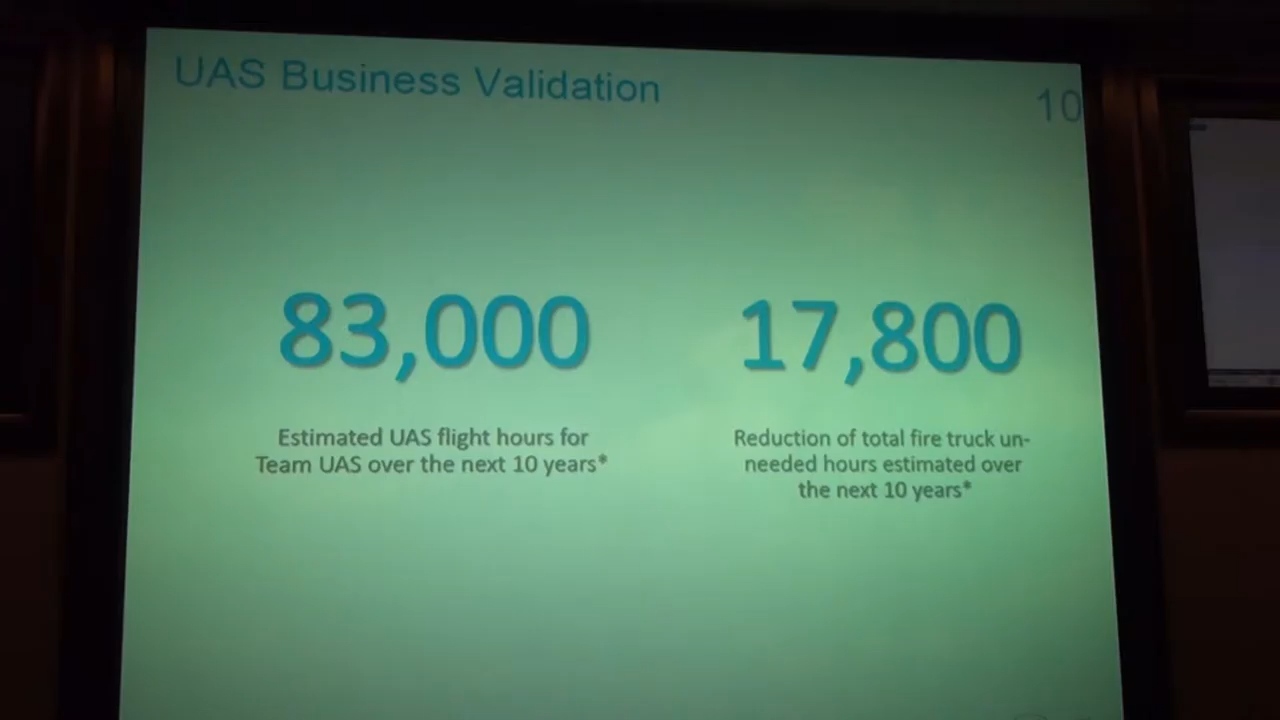 UAS Business Validation
10
83,000
Estimated UAS flight hours for
Team UAS over the next 10 years*
17,800
Reduction of total fire truck un-
needed hours estimated over
the next 10 years*